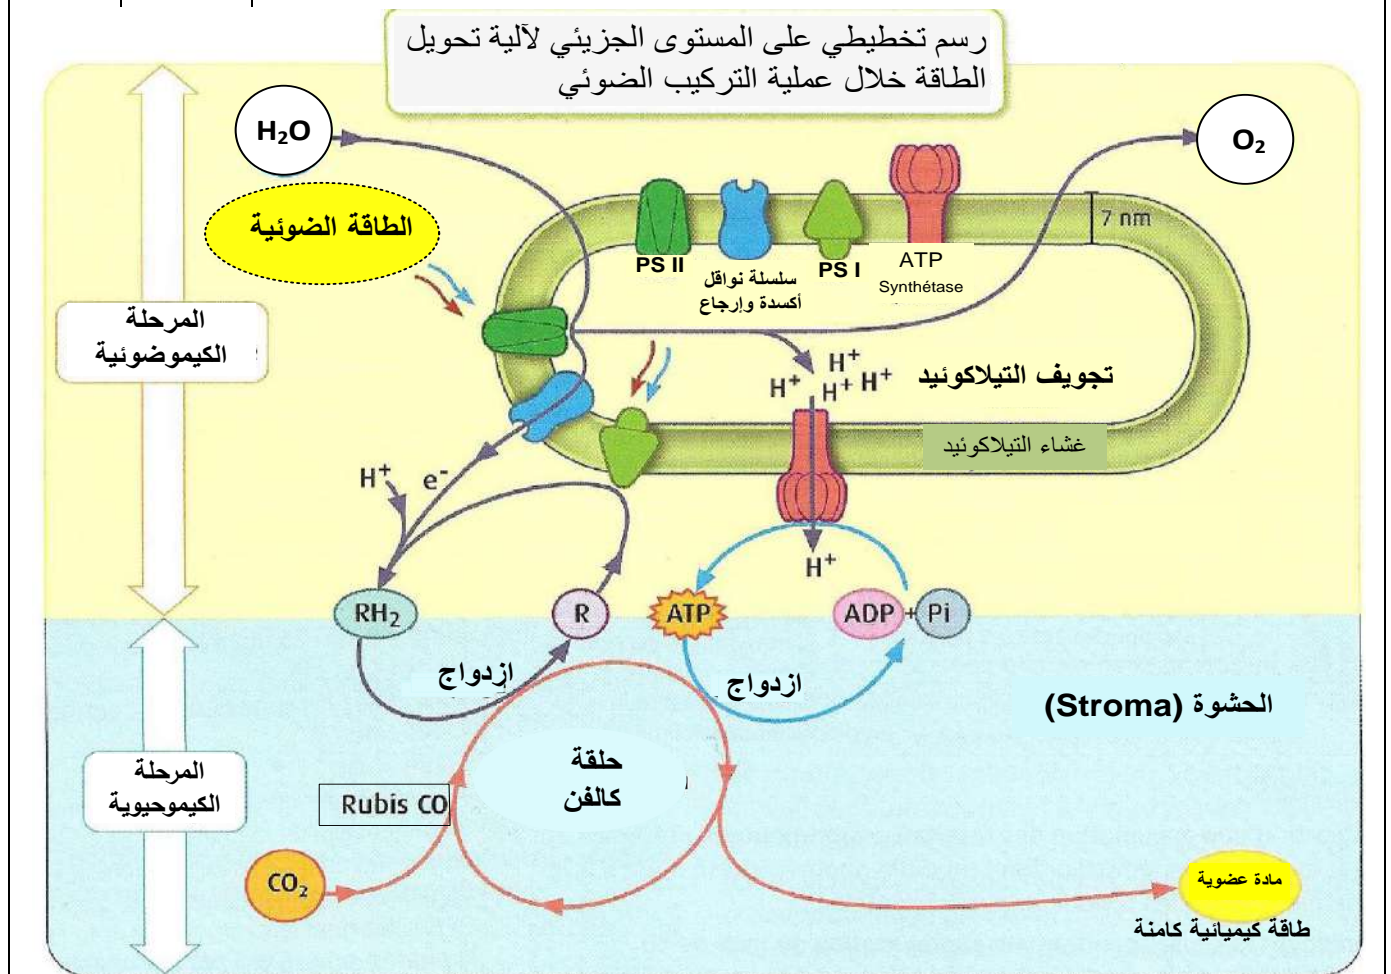 رسم تخطيطي على المستوى الجزيئي لآلية تحويل
الطاقة خلال عملية التركيب الضوئي
H₂O
O₂
الطاقة الضوئية
7 nm
PS II
سلسلة نواقل
أكسدة وإرجاع
PS I
ATP
Synthétase
المرحلة
الكيموضوئية
H⁺
H⁺
H⁺
H⁺
تجويف التيلاكوئيد
غشاء التيلاكوئيد
H⁺
e⁻
H⁺
RH₂
R
ATP
ADP
+
Pi
ازدواج
ازدواج
الحشوة (Stroma)
المرحلة
الكيموحيوية
حلقة
كالفن
Rubis CO
CO₂
مادة عضوية
طاقة كيميائية كامنة